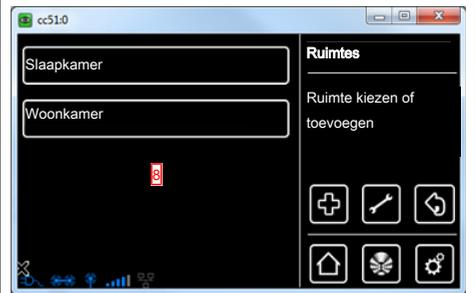 cc51:0
Slaapkamer
Woonkamer
8
Ruimtes
Ruimte kiezen of
toevoegen